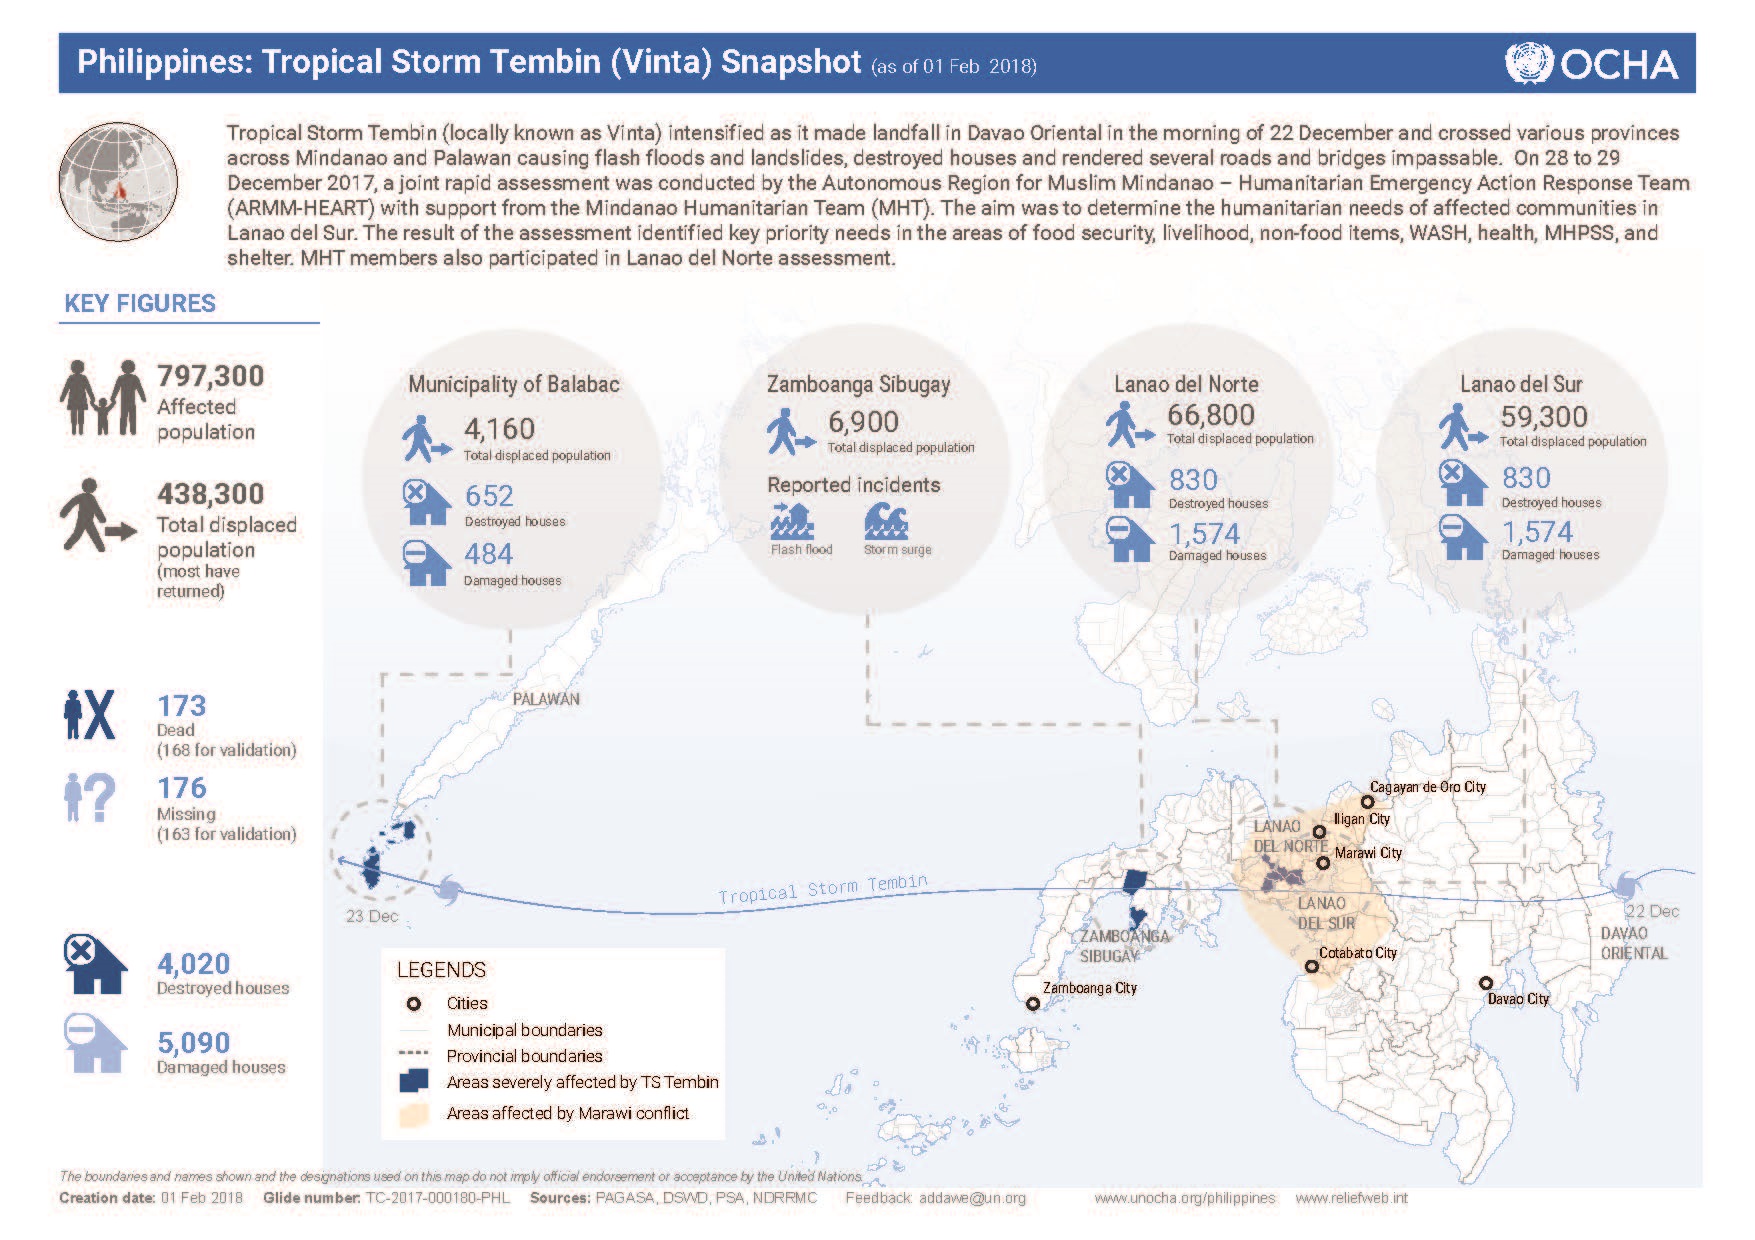 Philippines: Tropical Storm Tembin (Vinta) Snapshot (as of 01 Feb 2018)
OCHA
Tropical Storm Tembin (locally known as Vinta) intensified as it made landfall in Davao Oriental in the morning of 22 December and crossed various provinces
across Mindanao and Palawan causing flash floods and landslides, destroyed houses and rendered several roads and bridges impassable. On 28 to 29
December 2017, a joint rapid assessment was conducted by the Autonomous Region for Muslim Mindanao – Humanitarian Emergency Action Response Team
(ARMM-HEART) with support from the Mindanao Humanitarian Team (MHT). The aim was to determine the humanitarian needs of affected communities in
Lanao del Sur. The result of the assessment identified key priority needs in the areas of food security, livelihood, non-food items, WASH, health, MHPSS, and
shelter. MHT members also participated in Lanao del Norte assessment.
KEY FIGURES
797,300
Affected
population
438,300
Total displaced
population
(most have
returned)
173
Dead
(168 for validation)
176
Missing
(163 for validation)
4,020
Destroyed houses
5,090
Damaged houses
Municipality of Balabac
4,160
Total displaced population
652
Destroyed houses
484
Damaged houses
Zamboanga Sibugay
6,900
Total displaced population
Reported incidents
Flash flood
Storm surge
Lanao del Norte
66,800
Total displaced population
830
Destroyed houses
1,574
Damaged houses
Lanao del Sur
59,300
Total displaced population
830
Destroyed houses
1,574
Damaged houses
PALAWAN
Cagayan de Oro City
Iligan City
LANAO
DEL NORTE
Marawi City
Tropical Storm Tembin
23 Dec
LANAO
DEL SUR
22 Dec
DAVAO
ORIENTAL
ZAMBOANGA
SIBUGAY
Cotabato City
Zamboanga City
Davao City
LEGENDS
Cities
Municipal boundaries
Provincial boundaries
Areas severely affected by TS Tembin
Areas affected by Marawi conflict
The boundaries and names shown and the designations used on this map do not imply official endorsement or acceptance by the United Nations.
Creation date: 01 Feb 2018 Glide number: TC-2017-000180-PHL Sources: PAGASA, DSWD, PSA, NDRRMC Feedback: addawe@un.org www.unocha.org/philippines www.reliefweb.int